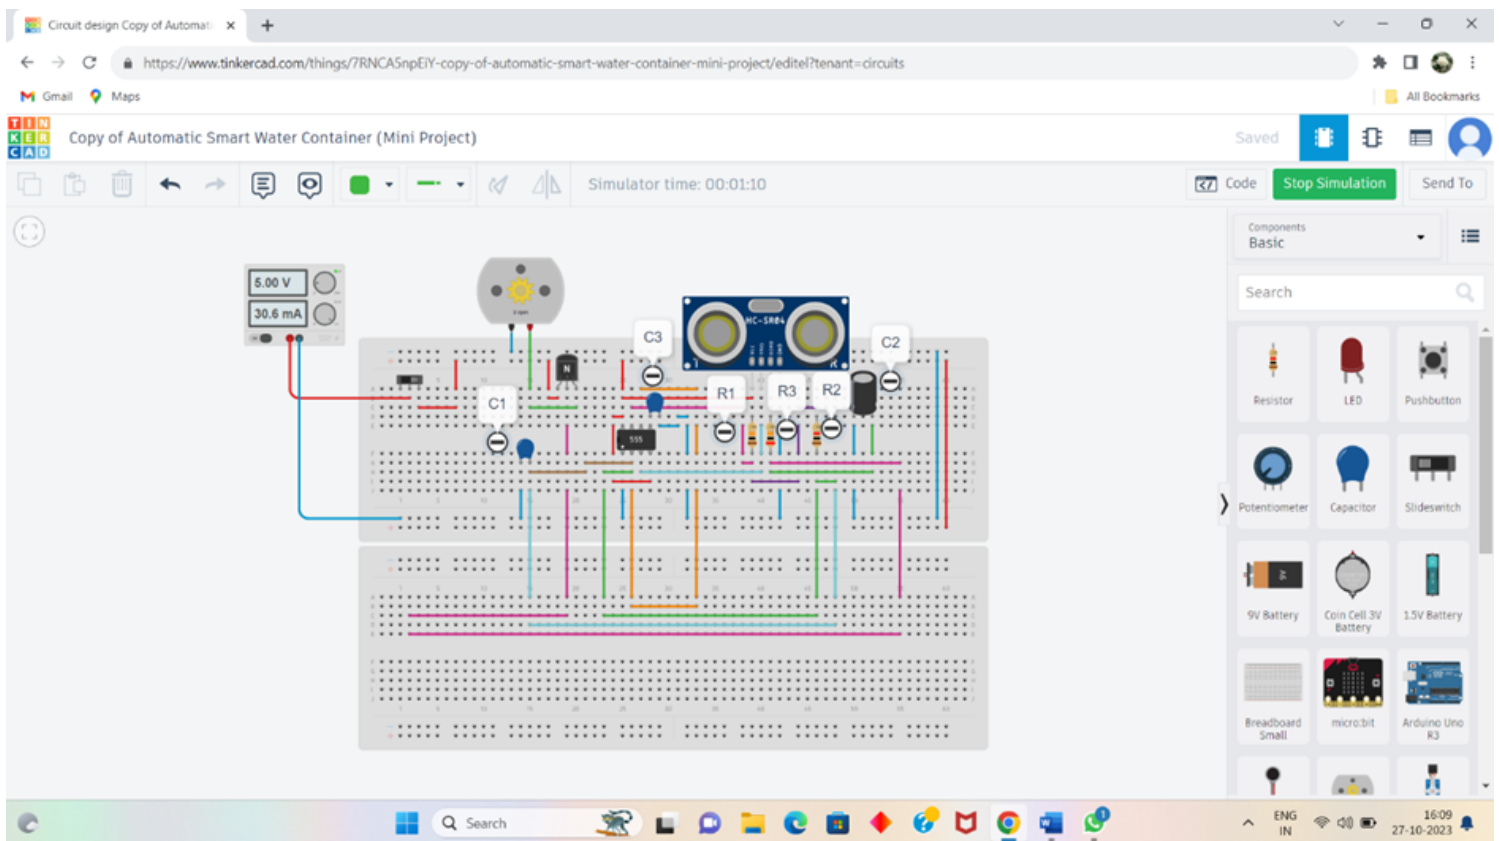 Circuit design Copy of Automati
https://www.tinkercad.com/things/7RNCA5npEiY-copy-of-automatic-smart-water-container-mini-project/editel?tenant=circuits
Gmail Maps All Bookmarks
TIN
KER
CAD
Copy of Automatic Smart Water Container (Mini Project) Saved
Simulator time: 00:01:10 Code Stop Simulation Send To
Components
Basic
Search
5.00 V
30.6 mA
HC-SR04
C3
C2
N
C1
R1
R3
R2
555
Resistor LED Pushbutton
Potentiometer Capacitor Slideswitch
9V Battery Coin Cell 3V Battery 1.5V Battery
Breadboard Small micro:bit Arduino Uno R3
Search
ENG
IN
16:09
27-10-2023